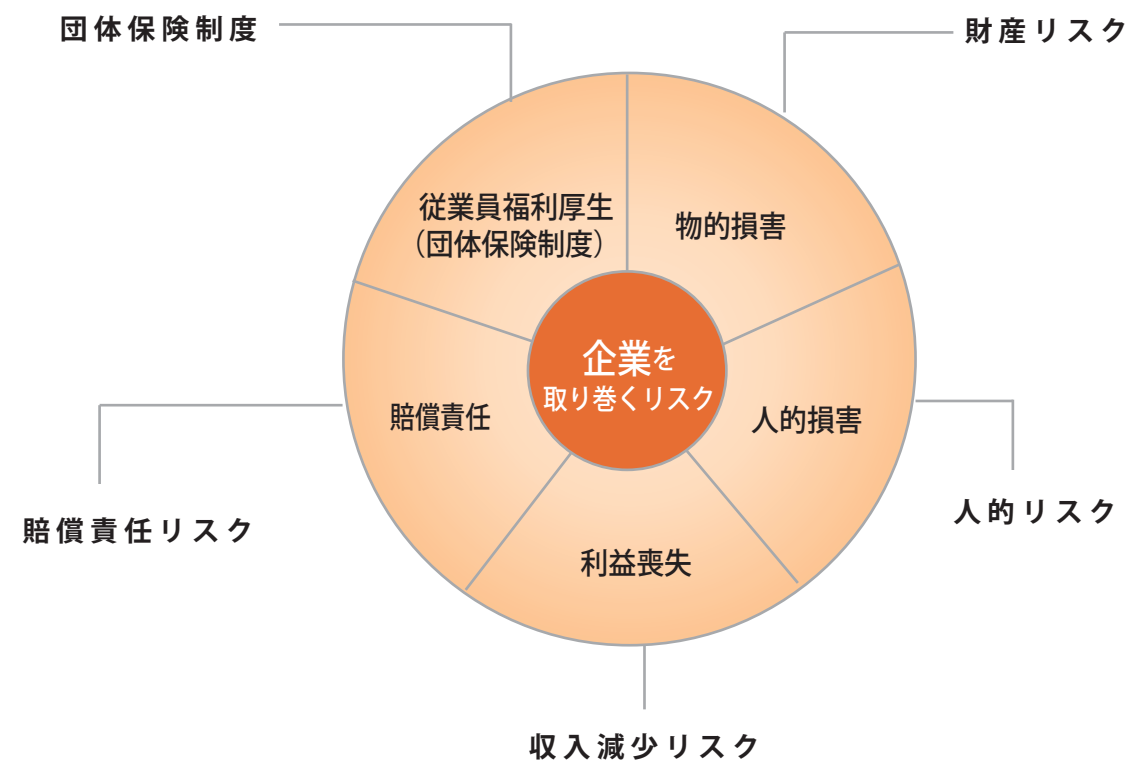 団体保険制度
財産リスク
従業員福利厚生
（団体保険制度）
物的損害
企業を
取り巻くリスク
賠償責任
人的損害
人的リスク
賠償責任リスク
利益喪失
収入減少リスク